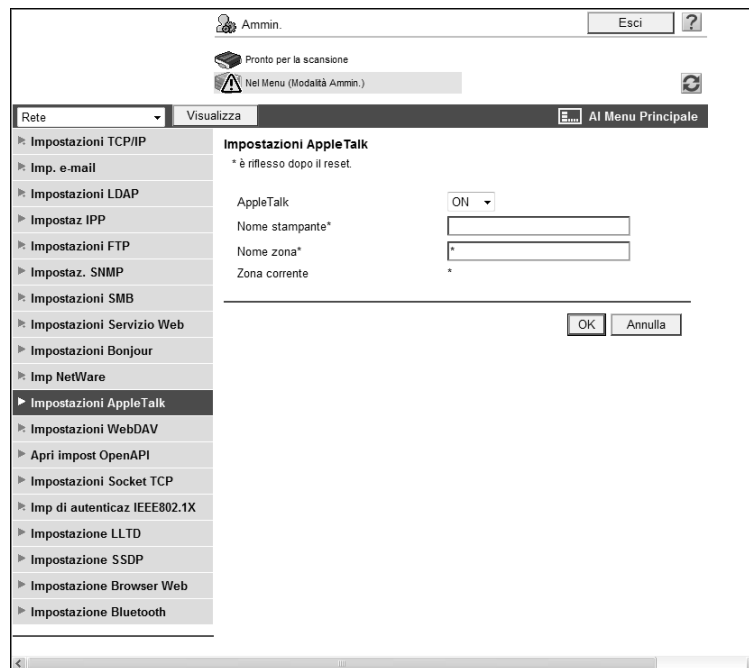 Ammin.
Esci
?
Pronto per la scansione
Nel Menu (Modalità Ammin.)
Rete
Visualizza
Al Menu Principale
Impostazioni TCP/IP
Imp. e-mail
Impostazioni LDAP
Impostaz IPP
Impostazioni FTP
Impostaz. SNMP
Impostazioni SMB
Impostazioni Servizio Web
Impostazioni Bonjour
Imp NetWare
Impostazioni AppleTalk
Impostazioni WebDAV
Apri impost OpenAPI
Impostazioni Socket TCP
Imp di autenticaz IEEE802.1X
Impostazione LLTD
Impostazione SSDP
Impostazione Browser Web
Impostazione Bluetooth
Impostazioni AppleTalk
* è riflesso dopo il reset.
AppleTalk ON
Nome stampante*
Nome zona* *
Zona corrente *
OK Annulla